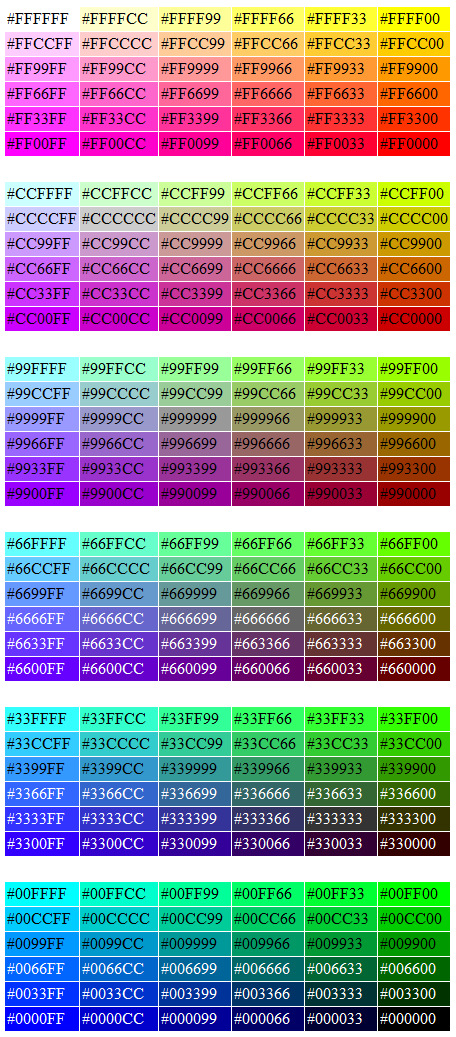 #FFFFFF #FFFFCC #FFFF99 #FFFF66 #FFFF33 #FFFF00
#FFCCFF #FFCCCC #FFCC99 #FFCC66 #FFCC33 #FFCC00
#FF99FF #FF99CC #FF9999 #FF9966 #FF9933 #FF9900
#FF66FF #FF66CC #FF6699 #FF6666 #FF6633 #FF6600
#FF33FF #FF33CC #FF3399 #FF3366 #FF3333 #FF3300
#FF00FF #FF00CC #FF0099 #FF0066 #FF0033 #FF0000
#CCFFFF #CCFFCC #CCFF99 #CCFF66 #CCFF33 #CCFF00
#CCCCFF #CCCCCC #CCCC99 #CCCC66 #CCCC33 #CCCC00
#CC99FF #CC99CC #CC9999 #CC9966 #CC9933 #CC9900
#CC66FF #CC66CC #CC6699 #CC6666 #CC6633 #CC6600
#CC33FF #CC33CC #CC3399 #CC3366 #CC3333 #CC3300
#CC00FF #CC00CC #CC0099 #CC0066 #CC0033 #CC0000
#99FFFF #99FFCC #99FF99 #99FF66 #99FF33 #99FF00
#99CCFF #99CCCC #99CC99 #99CC66 #99CC33 #99CC00
#9999FF #9999CC #999999 #999966 #999933 #999900
#9966FF #9966CC #996699 #996666 #996633 #996600
#9933FF #9933CC #993399 #993366 #993333 #993300
#9900FF #9900CC #990099 #990066 #990033 #990000
#66FFFF #66FFCC #66FF99 #66FF66 #66FF33 #66FF00
#66CCFF #66CCCC #66CC99 #66CC66 #66CC33 #66CC00
#6699FF #6699CC #669999 #669966 #669933 #669900
#6666FF #6666CC #666699 #666666 #666633 #666600
#6633FF #6633CC #663399 #663366 #663333 #663300
#6600FF #6600CC #660099 #660066 #660033 #660000
#33FFFF #33FFCC #33FF99 #33FF66 #33FF33 #33FF00
#33CCFF #33CCCC #33CC99 #33CC66 #33CC33 #33CC00
#3399FF #3399CC #339999 #339966 #339933 #339900
#3366FF #3366CC #336699 #336666 #336633 #336600
#3333FF #3333CC #333399 #333366 #333333 #333300
#3300FF #3300CC #330099 #330066 #330033 #330000
#00FFFF #00FFCC #00FF99 #00FF66 #00FF33 #00FF00
#00CCFF #00CCCC #00CC99 #00CC66 #00CC33 #00CC00
#0099FF #0099CC #009999 #009966 #009933 #009900
#0066FF #0066CC #006699 #006666 #006633 #006600
#0033FF #0033CC #003399 #003366 #003333 #003300
#0000FF #0000CC #000099 #000066 #000033 #000000